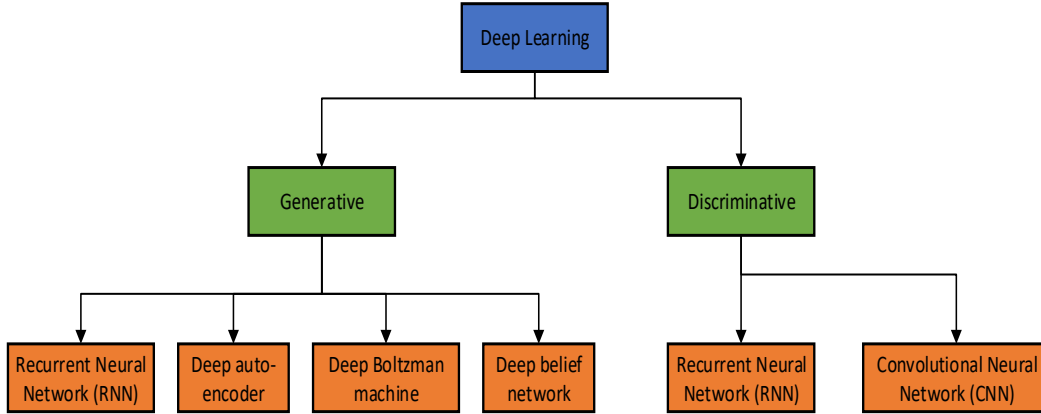 Deep Learning
Generative
Discriminative
Recurrent Neural
Network (RNN)
Deep auto-
encoder
Deep Boltzman
machine
Deep belief
network
Recurrent Neural
Network (RNN)
Convolutional Neural
Network (CNN)